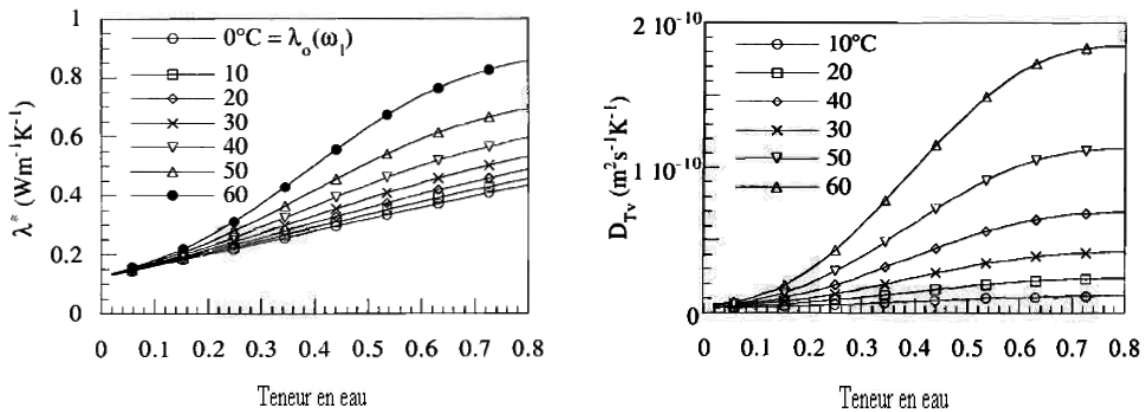 λ* (Wm⁻¹K⁻¹)
1
0.8
0.6
0.4
0.2
0
0°C = λₒ(ωₗ)
10
20
30
40
50
60
0 0.1 0.2 0.3 0.4 0.5 0.6 0.7 0.8
Teneur en eau
D_Tv (m²s⁻¹K⁻¹)
2 10⁻¹⁰
1 10⁻¹⁰
0
10°C
20
40
30
50
60
0 0.1 0.2 0.3 0.4 0.5 0.6 0.7 0.8
Teneur en eau